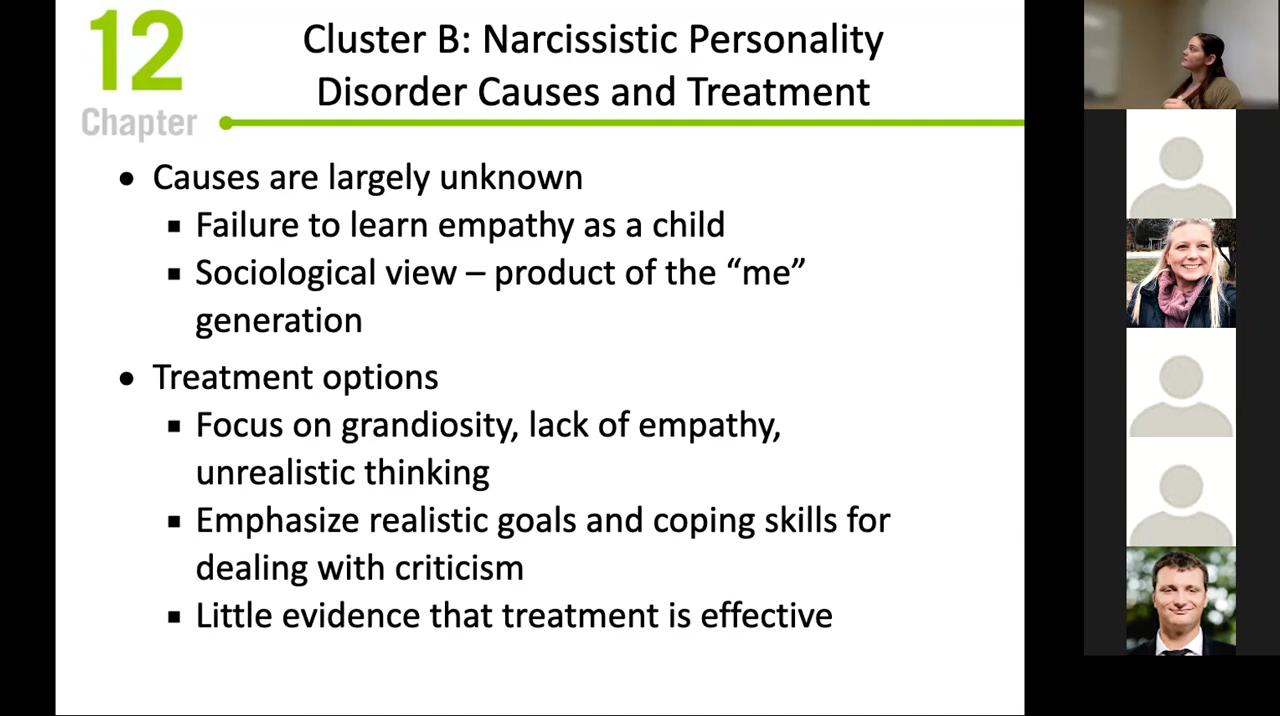 12
Chapter
Cluster B: Narcissistic Personality
Disorder Causes and Treatment
• Causes are largely unknown
▪ Failure to learn empathy as a child
▪ Sociological view – product of the “me”
generation
• Treatment options
▪ Focus on grandiosity, lack of empathy,
unrealistic thinking
▪ Emphasize realistic goals and coping skills for
dealing with criticism
▪ Little evidence that treatment is effective